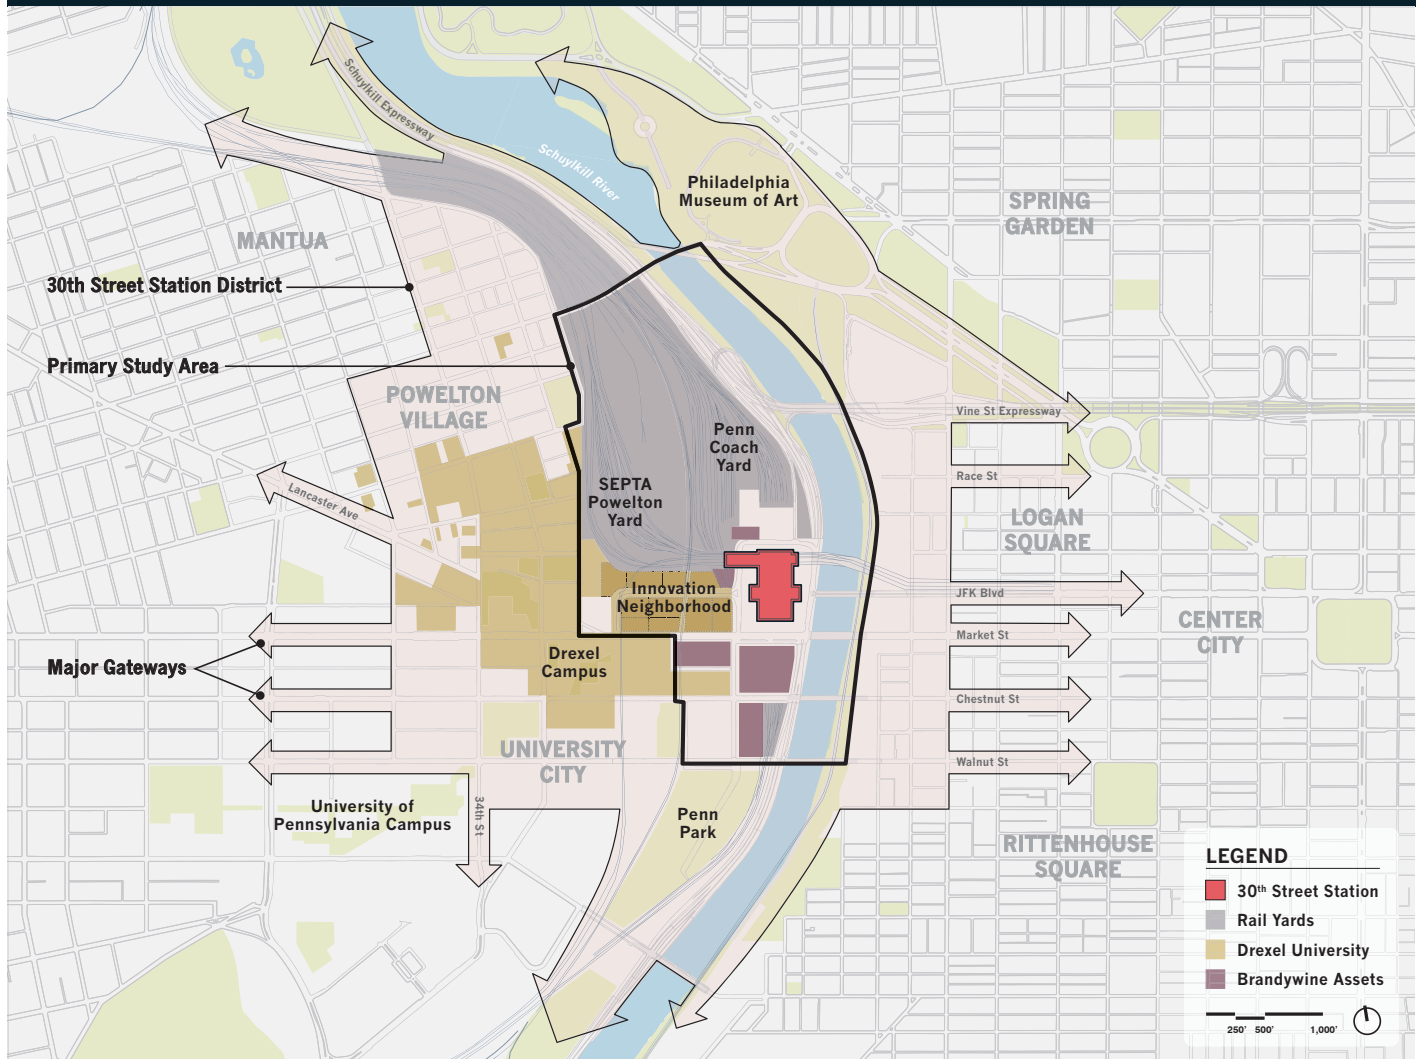 Schuylkill Expressway
Schuylkill River
Philadelphia
Museum of Art
SPRING
GARDEN
MANTUA
30th Street Station District
Primary Study Area
POWELTON
VILLAGE
Vine St Expressway
Penn
Coach
Yard
Race St
SEPTA
Powelton
Yard
Lancaster Ave
LOGAN
SQUARE
Innovation
Neighborhood
JFK Blvd
CENTER
CITY
Market St
Drexel
Campus
Major Gateways
Chestnut St
UNIVERSITY
CITY
Walnut St
University of
Pennsylvania Campus
34th St
Penn
Park
RITTENHOUSE
SQUARE
LEGEND
30th Street Station
Rail Yards
Drexel University
Brandywine Assets
250' 500' 1,000'